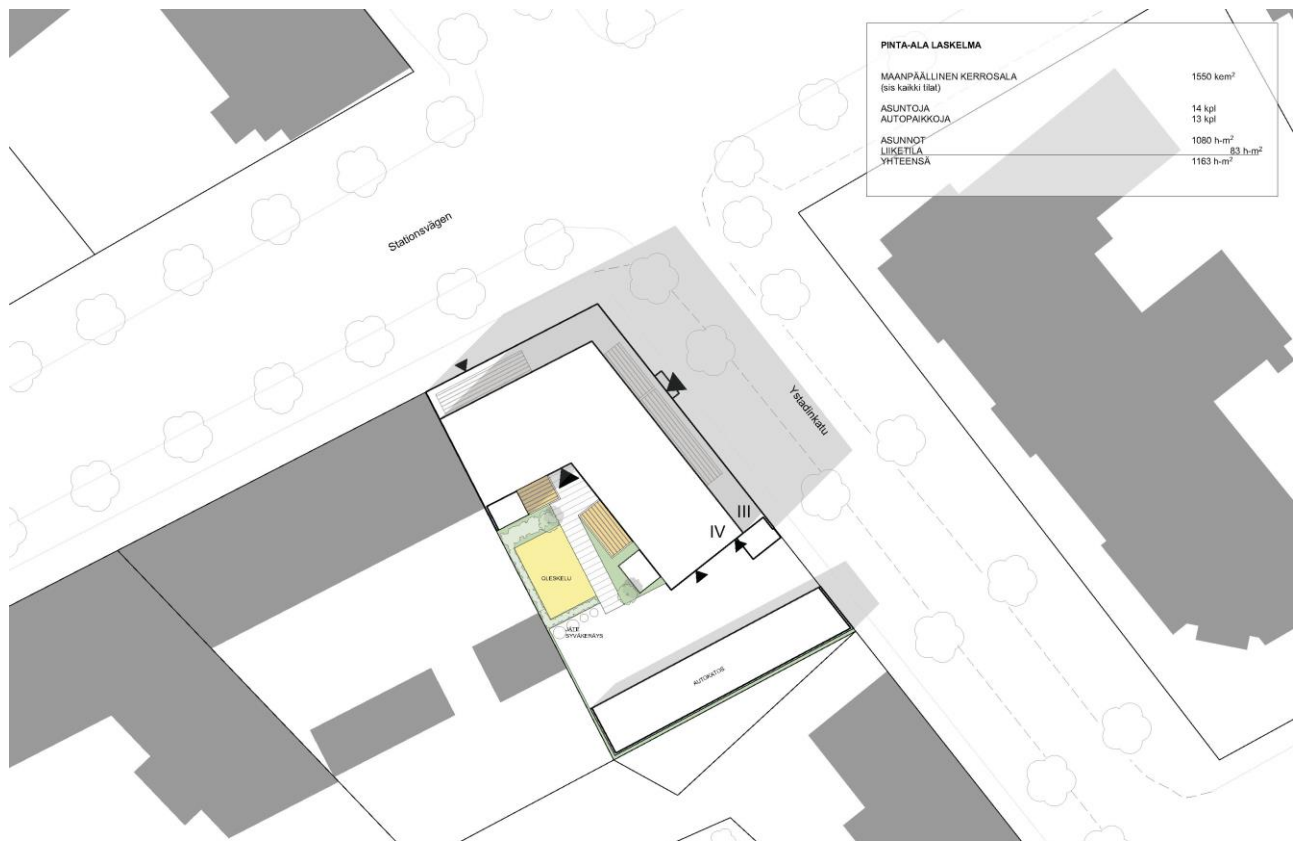 PINTA-ALA LASKELMA
MAANPÄÄLLINEN KERROSALA 1550 kem²
(sis kaikki tilat)
ASUNTOJA 14 kpl
AUTOPAIKKOJA 13 kpl
ASUNNOT 1080 h-m²
LIIKETILA 83 h-m²
YHTEENSÄ 1163 h-m²
Stationsvägen
Ystadinkatu
III
IV
OLESKELU
JÄTE
SYVÄKERÄYS
AUTOKATOS